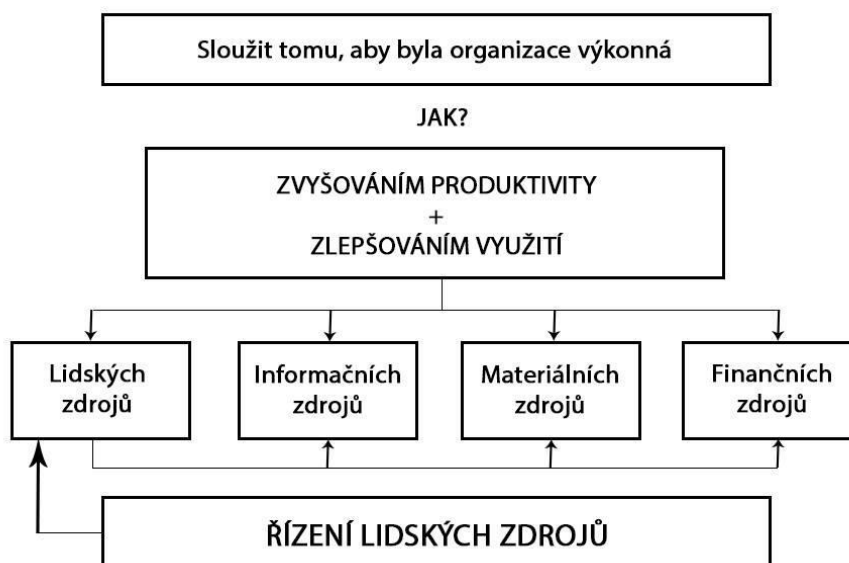 Sloužit tomu, aby byla organizace výkonná
JAK?
ZVYŠOVÁNÍM PRODUKTIVITY
+
ZLEPŠOVÁNÍM VYUŽITÍ
Lidských
zdrojů
Informačních
zdrojů
Materiálních
zdrojů
Finančních
zdrojů
ŘÍZENÍ LIDSKÝCH ZDROJŮ